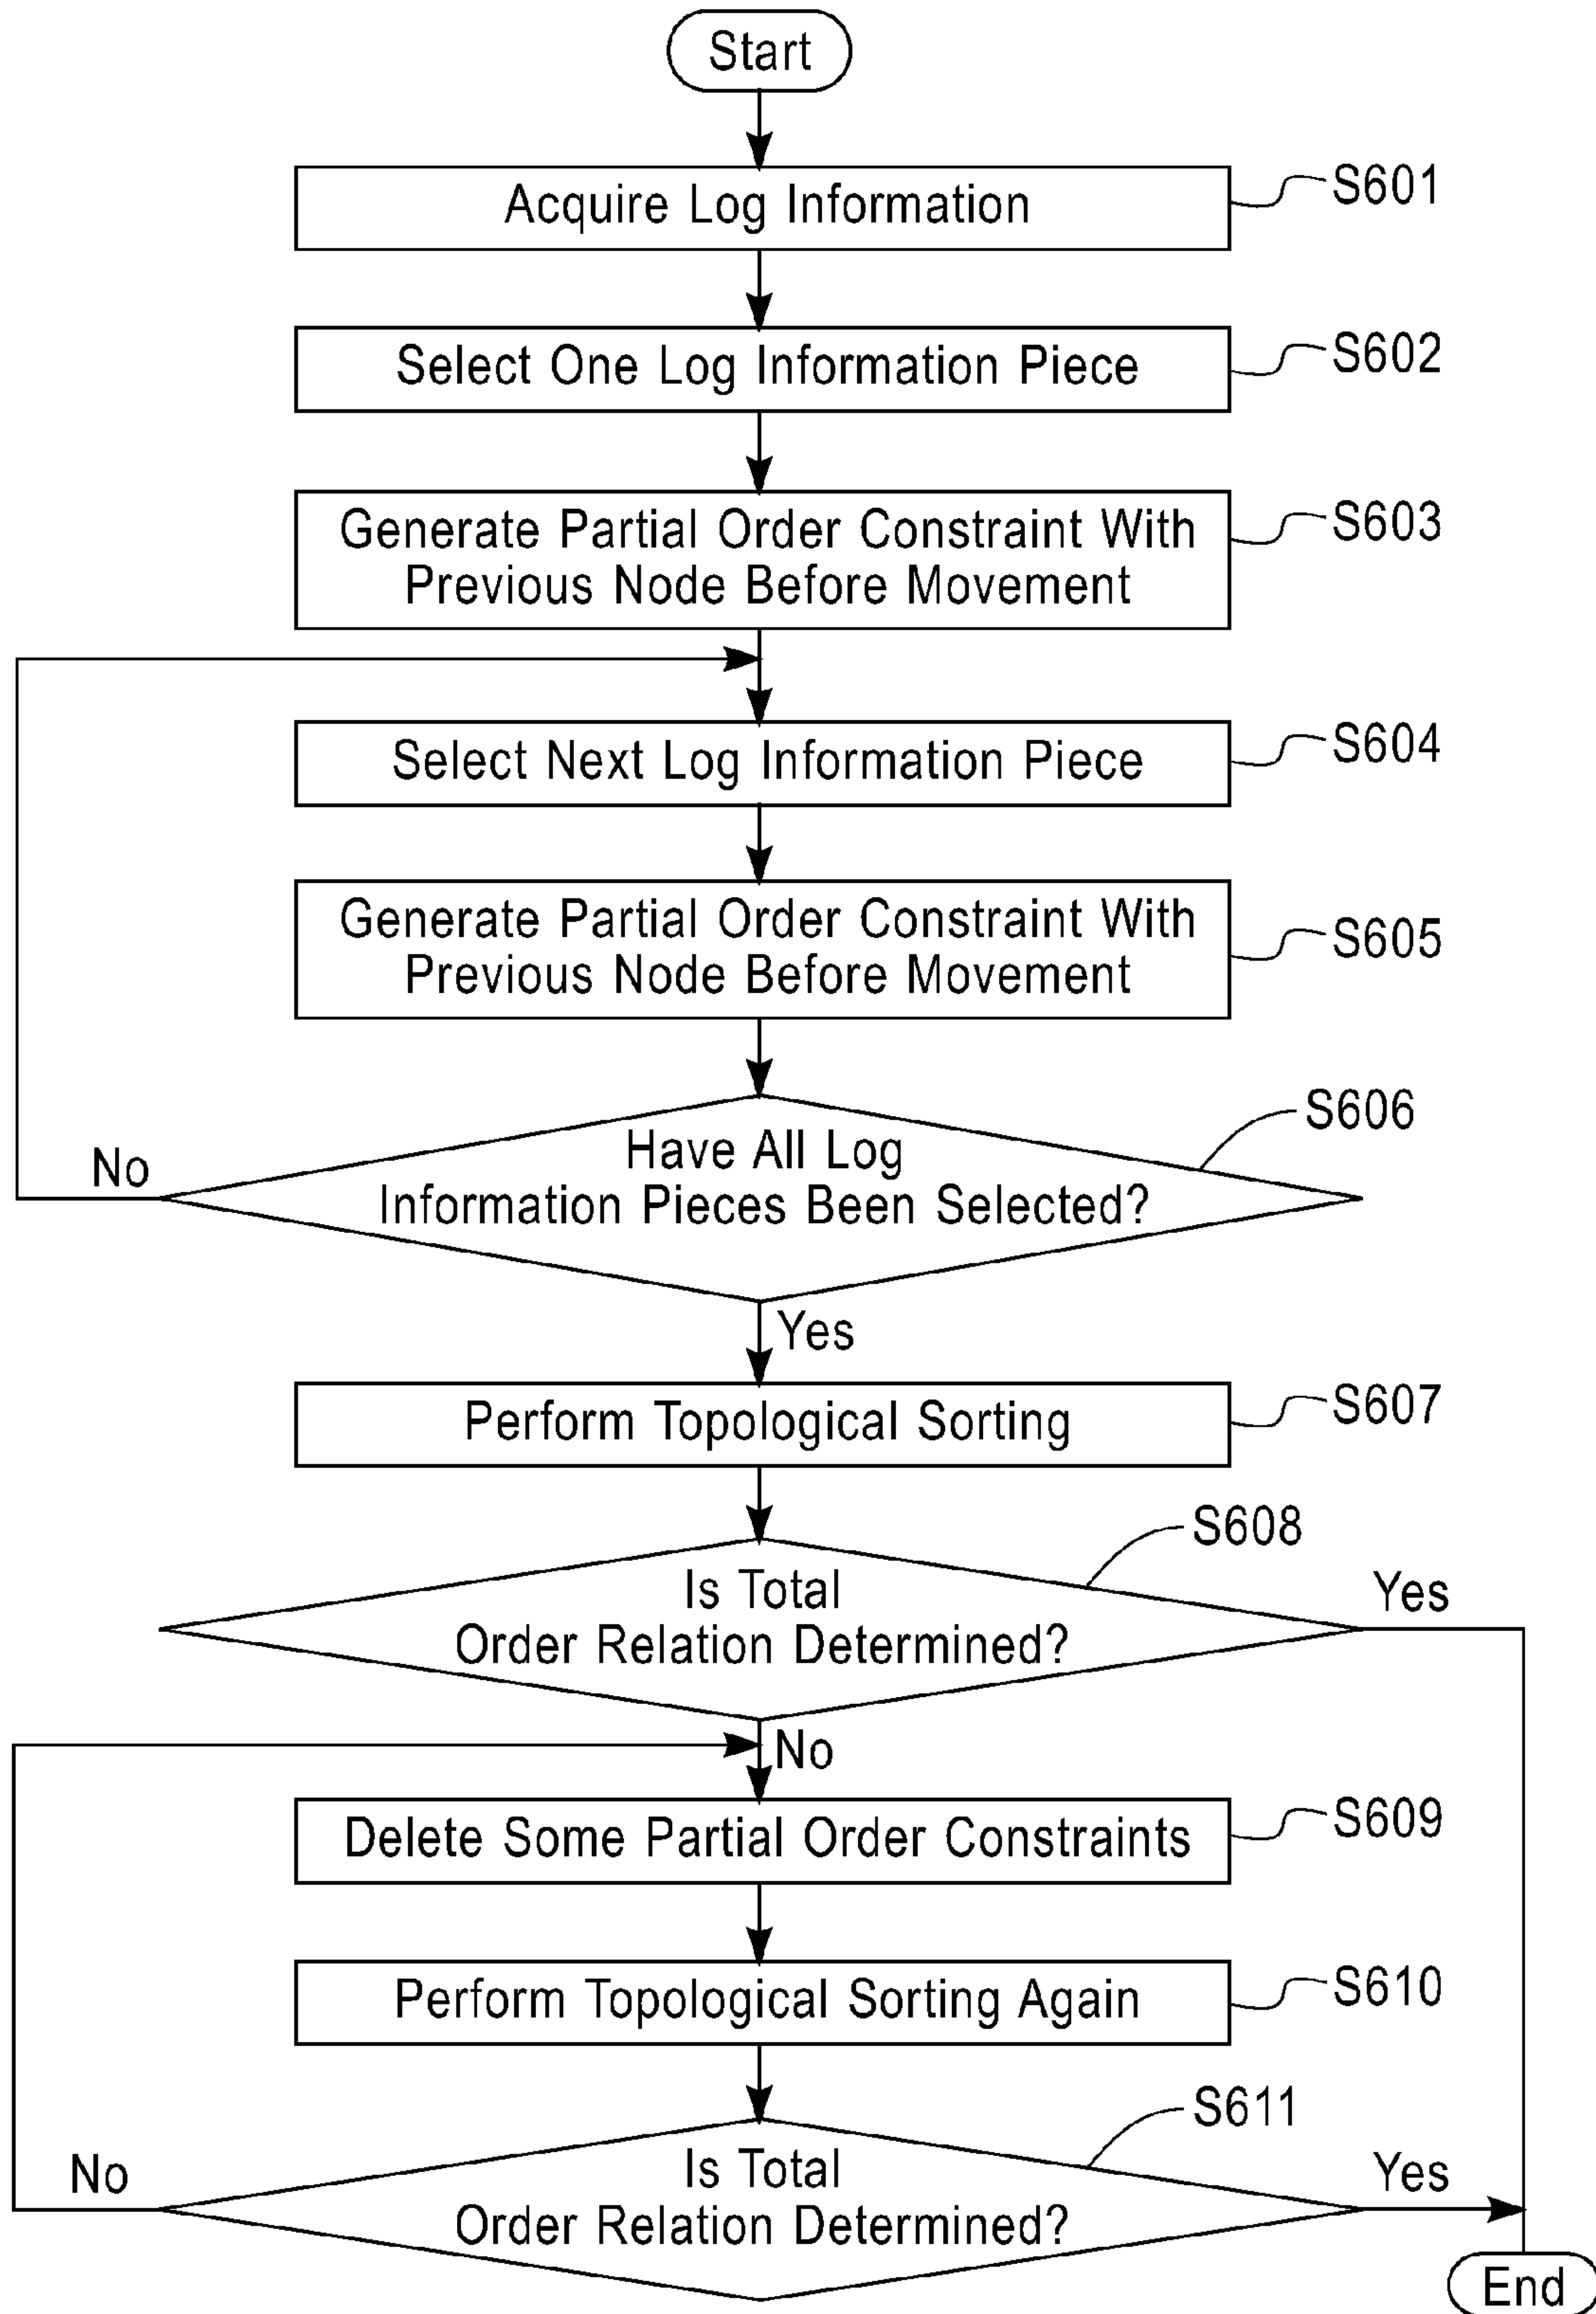 Start
Acquire Log Information
S601
Select One Log Information Piece
S602
Generate Partial Order Constraint With
Previous Node Before Movement
S603
Select Next Log Information Piece
S604
Generate Partial Order Constraint With
Previous Node Before Movement
S605
Have All Log
Information Pieces Been Selected?
S606
No
Yes
Perform Topological Sorting
S607
Is Total
Order Relation Determined?
S608
Yes
No
Delete Some Partial Order Constraints
S609
Perform Topological Sorting Again
S610
Is Total
Order Relation Determined?
S611
No
Yes
End